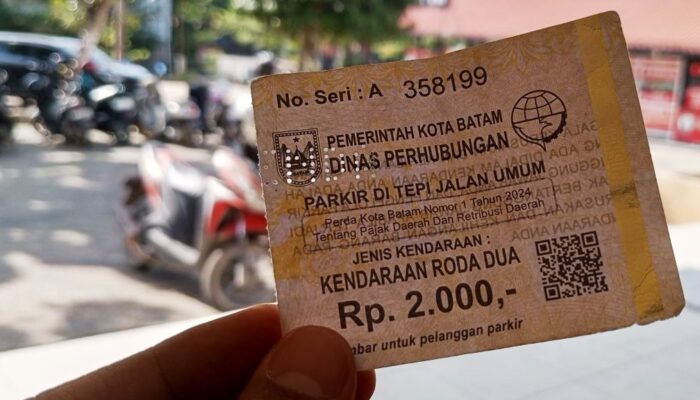 No. Seri : A 358199
PEMERINTAH KOTA BATAM
DINAS PERHUBUNGAN
PARKIR DI TEPI JALAN UMUM
Perda Kota Batam Nomor 1 Tahun 2024
Tentang Pajak Daerah Dan Retribusi Daerah
JENIS KENDARAAN :
KENDARAAN RODA DUA
Rp. 2.000,-
untuk pelanggan parkir